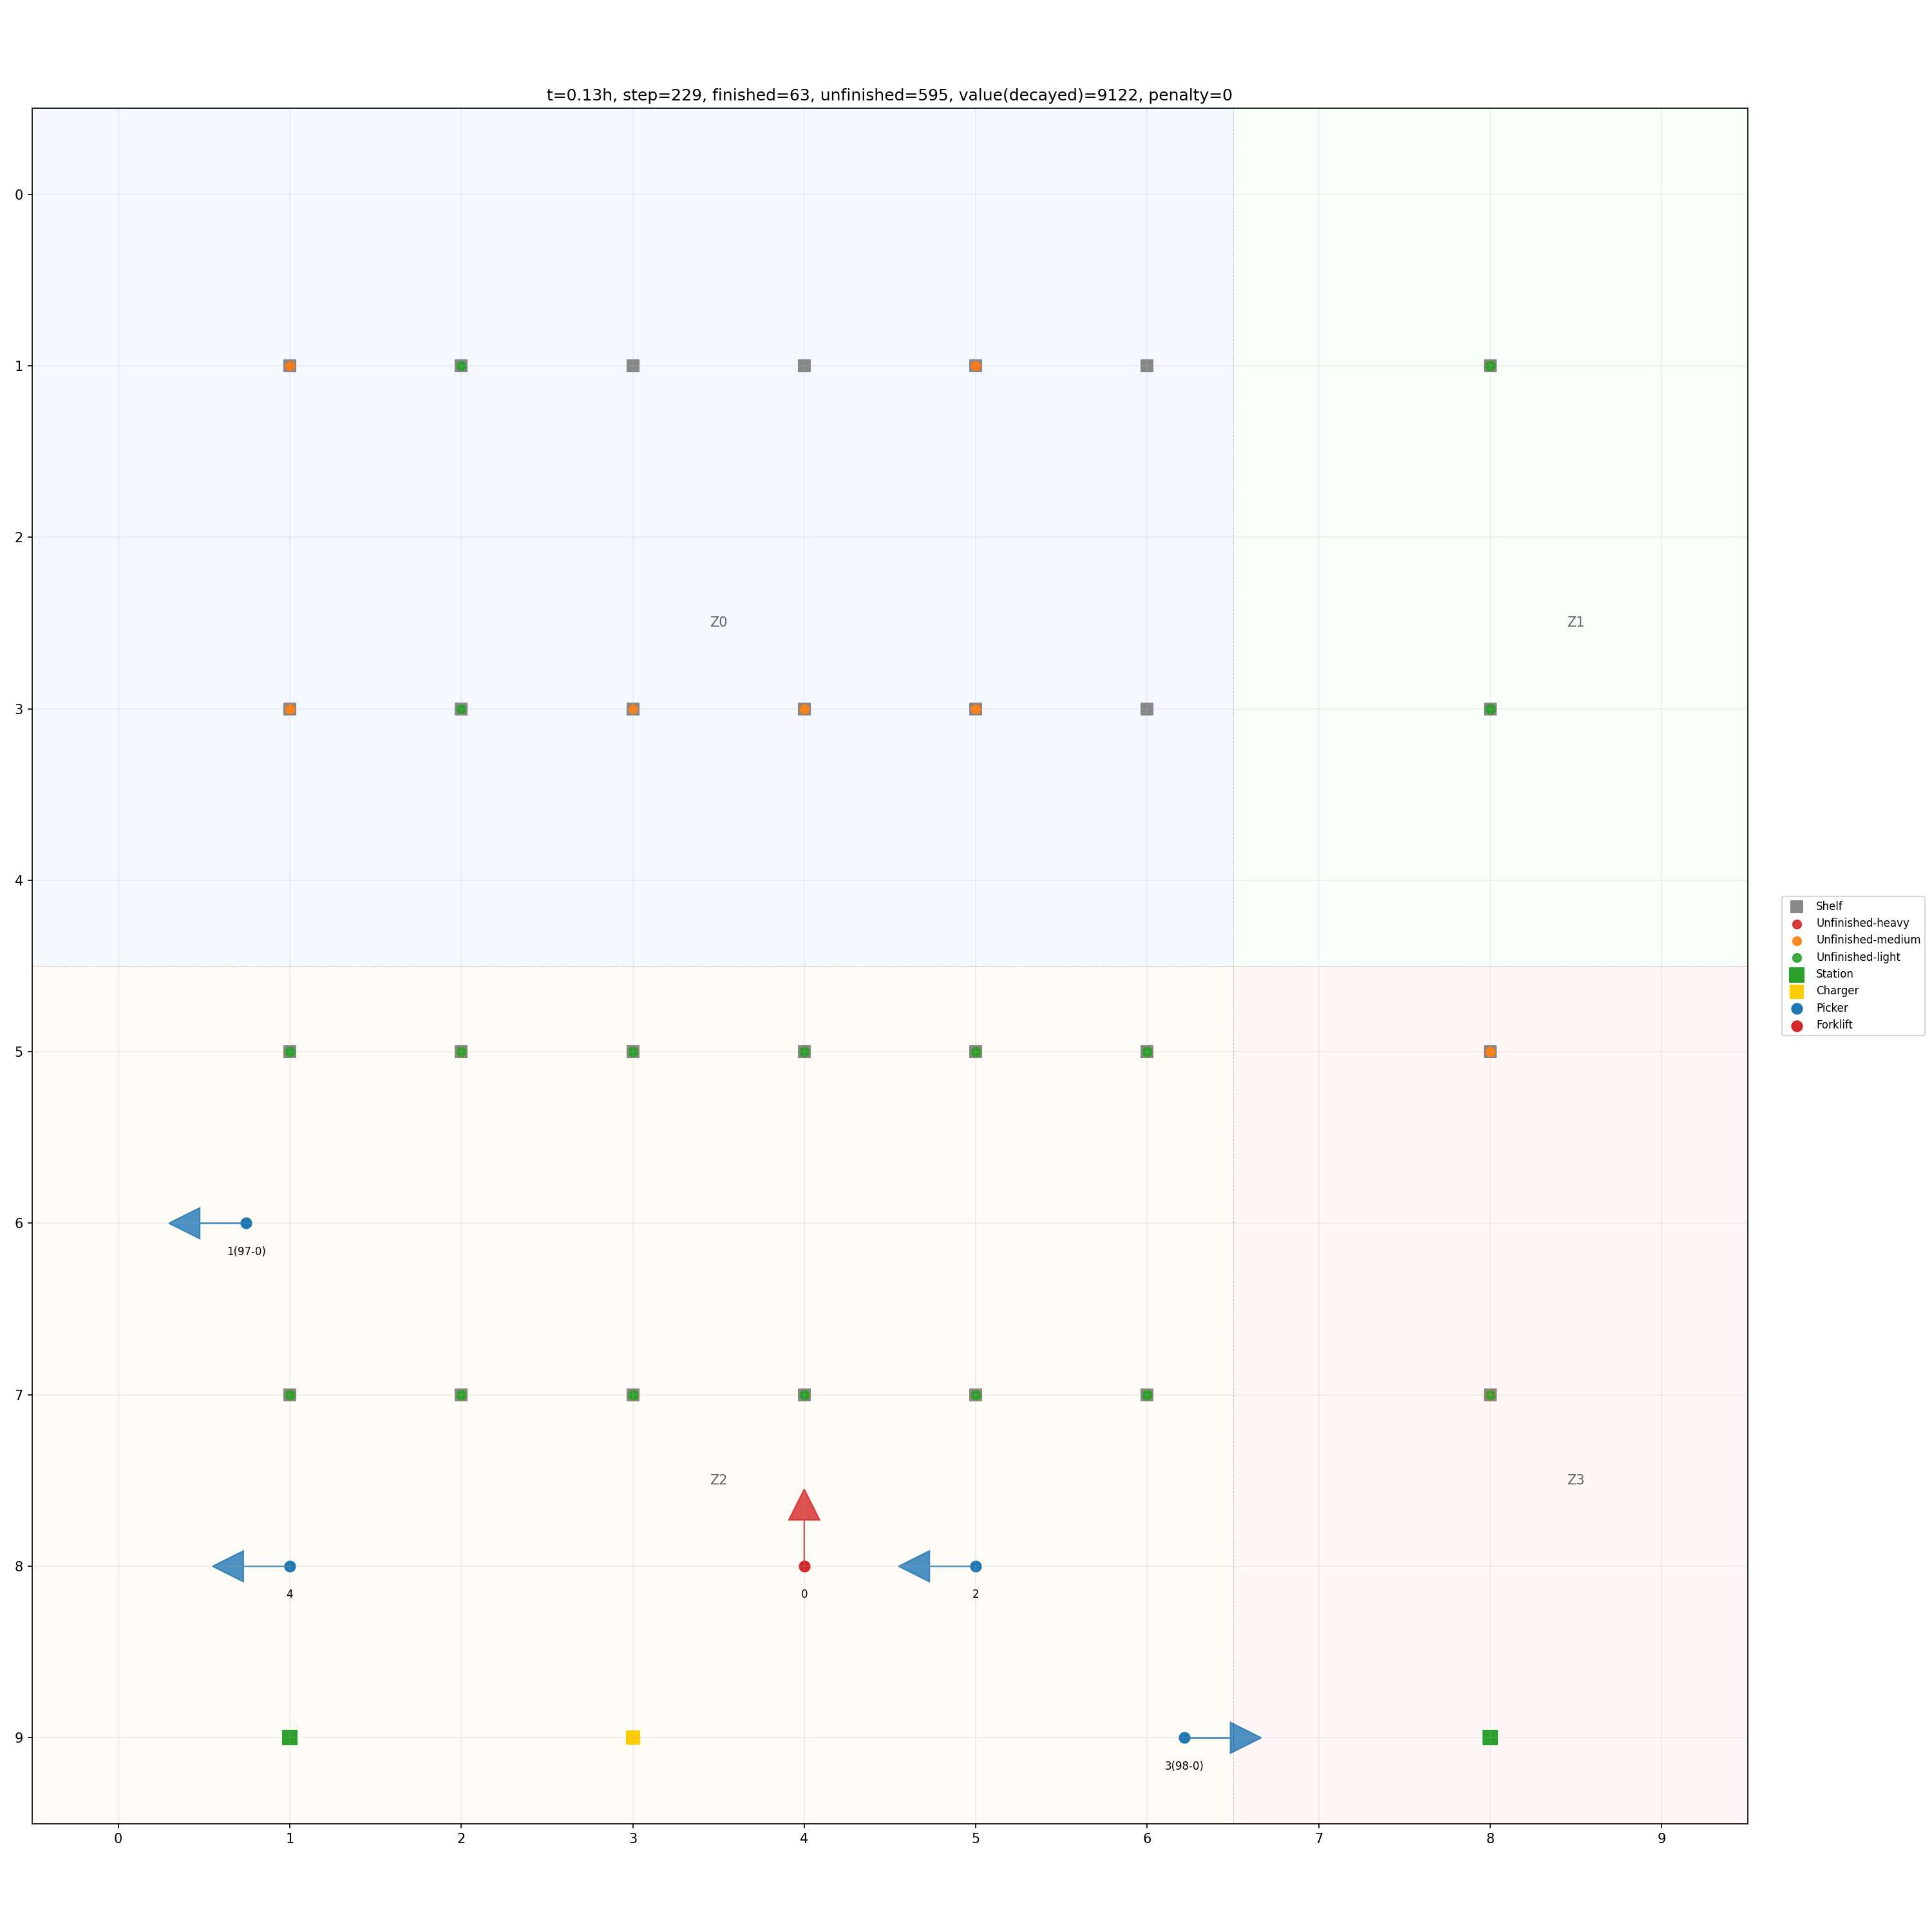 t=0.13h, step=229, finished=63, unfinished=595, value(decayed)=9122, penalty=0
0
1
2
Z0
Z1
3
4
Shelf
Unfinished-heavy
Unfinished-medium
Unfinished-light
Station
Charger
Picker
Forklift
5
6
1(97-0)
7
Z2
Z3
8
4
0
2
9
3(98-0)
0
1
2
3
4
5
6
7
8
9